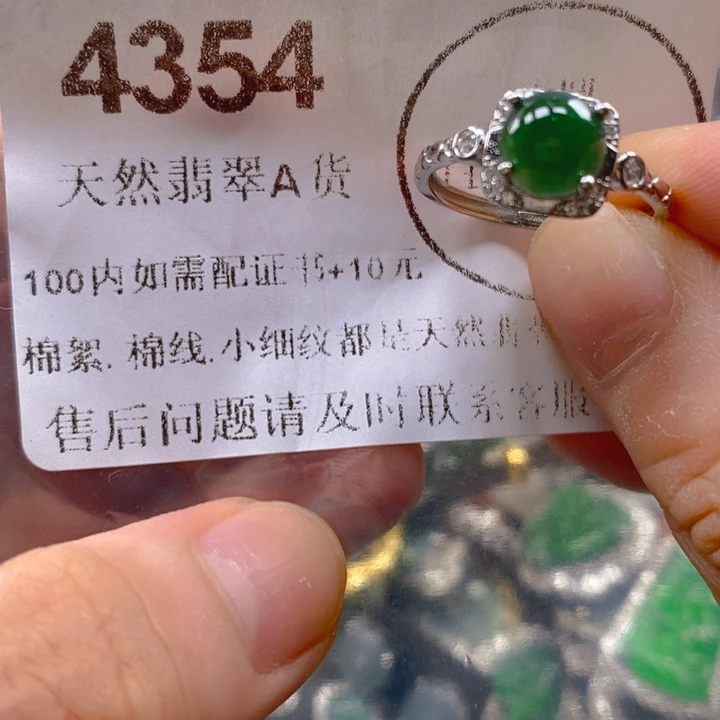 4354
天然翡翠A货
100内如需配证书+10元
棉絮.棉线.小细纹都是天然
售后问题请及时联系客服